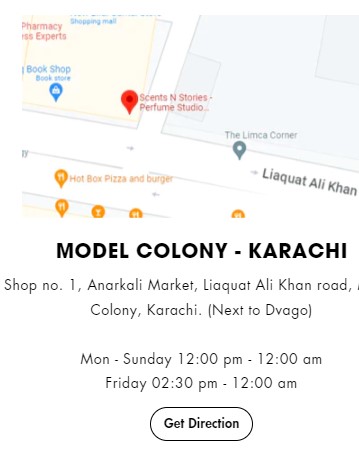 Shopping mall
Pharmacy
ss Experts
Book Shop
Book store
Scents N Stories -
Perfume Studio...
The Limca Corner
Hot Box Pizza and burger
Liaquat Ali Khan
MODEL COLONY - KARACHI
Shop no. 1, Anarkali Market, Liaquat Ali Khan road,
Colony, Karachi. (Next to Dvago)
Mon - Sunday 12:00 pm - 12:00 am
Friday 02:30 pm - 12:00 am
Get Direction